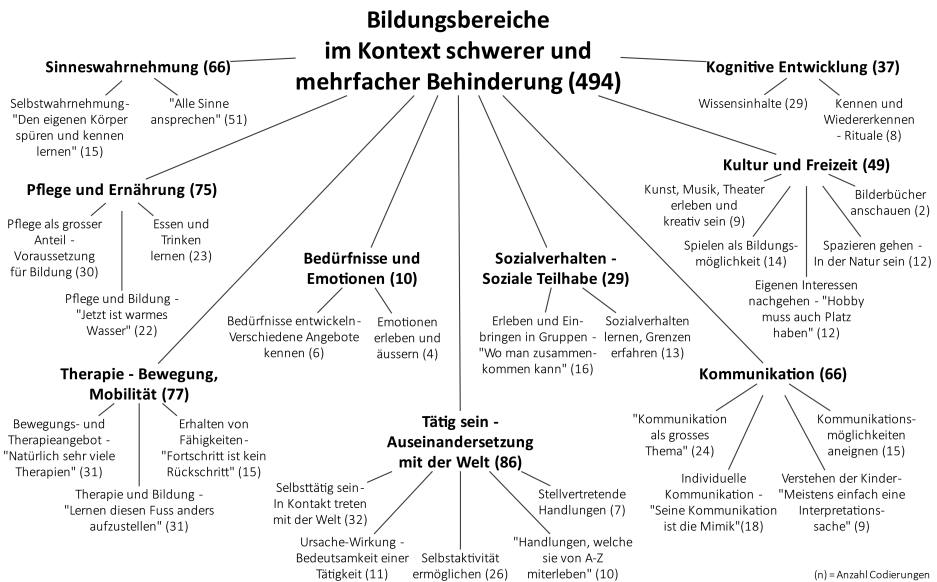 Bildungsbereiche
im Kontext schwerer und
mehrfacher Behinderung (494)
Sinneswahrnehmung (66)
Selbstwahrnehmung-
"Den eigenen Körper
spüren und kennen
lernen" (15)
"Alle Sinne
ansprechen" (51)
Kognitive Entwicklung (37)
Wissensinhalte (29)
Kennen und
Wiedererkennen
- Rituale (8)
Pflege und Ernährung (75)
Pflege als grosser
Anteil -
Voraussetzung
für Bildung (30)
Essen und
Trinken
lernen (23)
Pflege und Bildung -
"Jetzt ist warmes
Wasser" (22)
Kultur und Freizeit (49)
Kunst, Musik, Theater
erleben und
kreativ sein (9)
Bilderbücher
anschauen (2)
Spielen als Bildungs-
möglichkeit (14)
Spazieren gehen -
In der Natur sein (12)
Eigenen Interessen
nachgehen - "Hobby
muss auch Platz
haben" (12)
Bedürfnisse und
Emotionen (10)
Bedürfnisse entwickeln-
Verschiedene Angebote
kennen (6)
Emotionen
erleben und
äussern (4)
Sozialverhalten -
Soziale Teilhabe (29)
Erleben und Ein-
bringen in Gruppen -
"Wo man zusammen-
kommen kann" (16)
Sozialverhalten
lernen, Grenzen
erfahren (13)
Therapie - Bewegung,
Mobilität (77)
Bewegungs- und
Therapieangebot -
"Natürlich sehr viele
Therapien" (31)
Erhalten von
Fähigkeiten-
"Fortschritt ist kein
Rückschritt" (15)
Therapie und Bildung -
"Lernen diesen Fuss anders
aufzustellen" (31)
Tätig sein -
Auseinandersetzung
mit der Welt (86)
Selbsttätig sein-
In Kontakt treten
mit der Welt (32)
Stellvertretende
Handlungen (7)
Ursache-Wirkung -
Bedeutsamkeit einer
Tätigkeit (11)
Selbstaktivität
ermöglichen (26)
"Handlungen, welche
sie von A-Z
miterleben" (10)
Kommunikation (66)
"Kommunikation
als grosses
Thema" (24)
Kommunikations-
möglichkeiten
aneignen (15)
Individuelle
Kommunikation -
"Seine Kommunikation
ist die Mimik"(18)
Verstehen der Kinder-
"Meistens einfach eine
Interpretations-
sache" (9)
(n) = Anzahl Codierungen